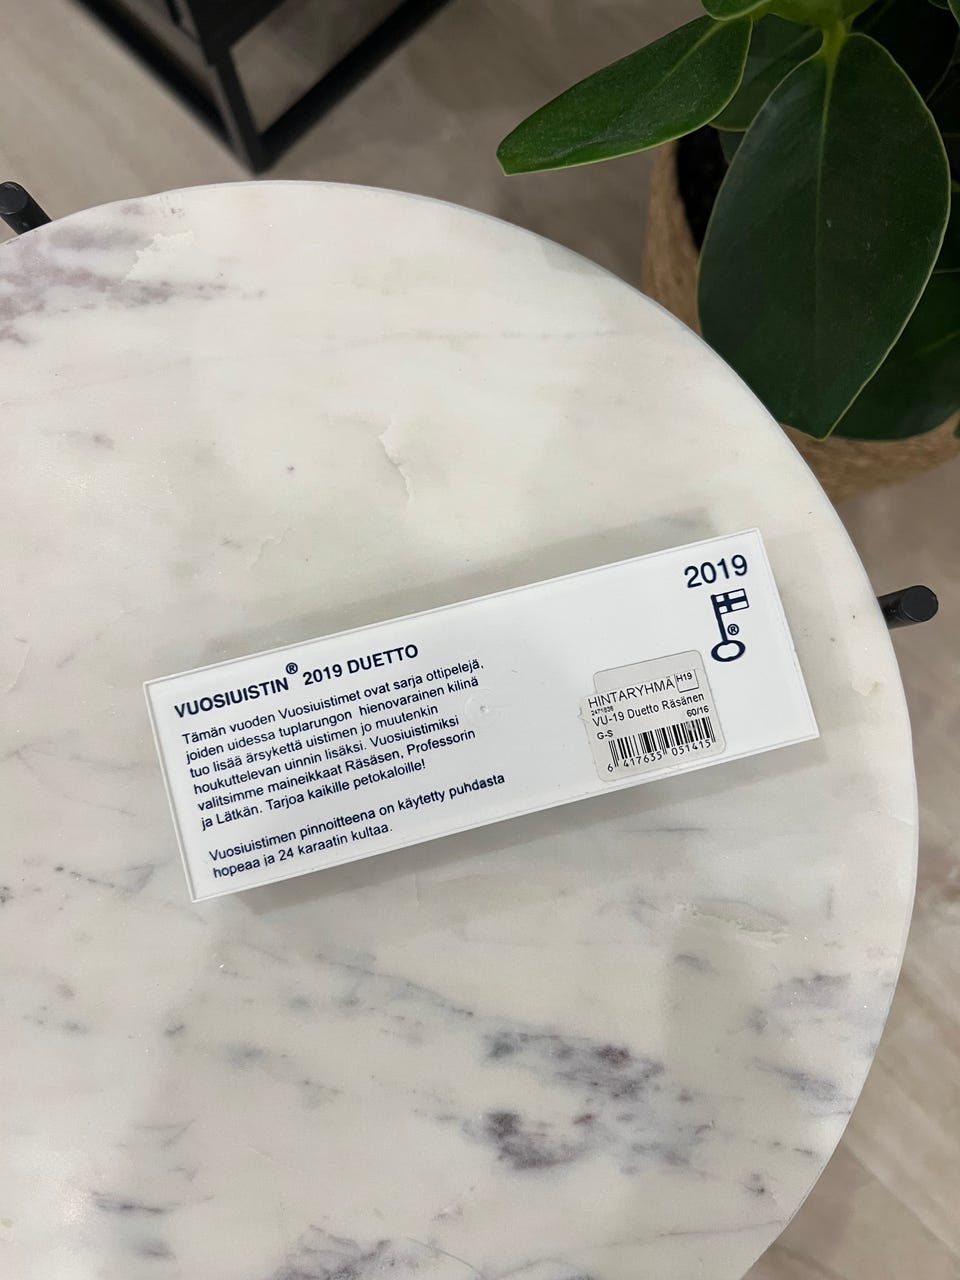 VUOSIUISTIN® 2019 DUETTO
Tämän vuoden Vuosiuistimet ovat sarja ottipelejä,
joiden uidessa tuplarungon hienovarainen kilinä
tuo lisää ärsykettä uistimen jo muutenkin
houkuttelevan uinnin lisäksi. Vuosiuistimiksi
valitsimme maineikkaat Räsäsen, Professorin
ja Lätkän. Tarjoa kaikille petokaloille!
Vuosiuistimen pinnoitteena on käytetty puhdasta
hopeaa ja 24 karaatin kultaa.
2019
®
HINTARYHMÄ H19
2471836
VU-19 Duetto Räsänen
G-S 60/16
6 417635 051415